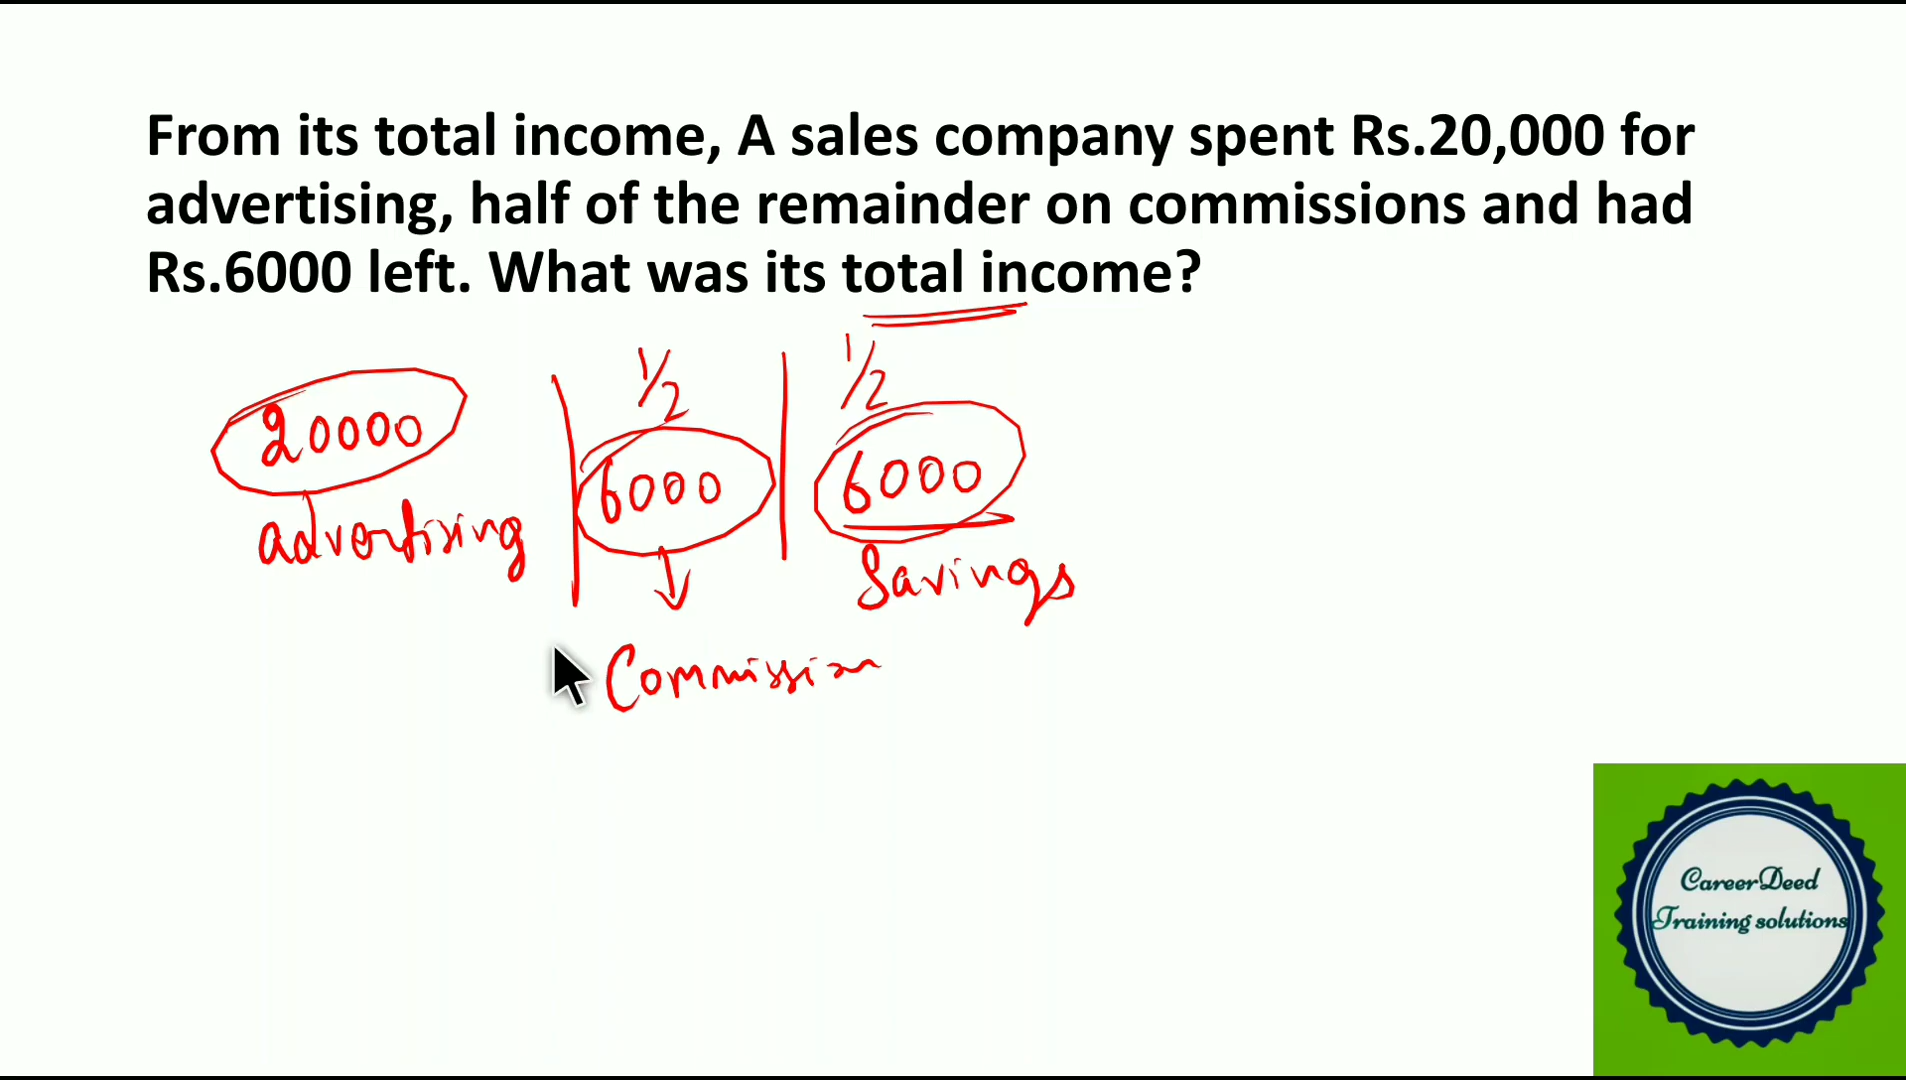 From its total income, A sales company spent Rs.20,000 for
advertising, half of the remainder on commissions and had
Rs.6000 left. What was its total income?
1/2 1/2
20000 6000 6000
advertising Savings
Commission
CareerDeed
Training solutions